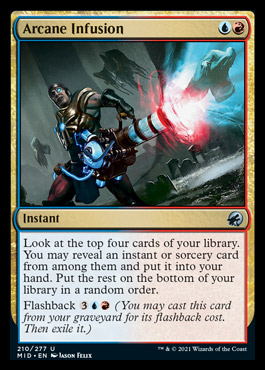 Arcane Infusion
Instant
Look at the top four cards of your library.
You may reveal an instant or sorcery card
from among them and put it into your
hand. Put the rest on the bottom of your
library in a random order.
Flashback 3 (You may cast this card
from your graveyard for its flashback cost.
Then exile it.)
210/277 U
MID • EN JASON FELIX
™ & © 2021 Wizards of the Coast